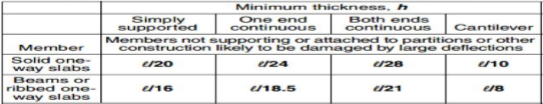 Minimum thickness, h
Simply supported
One end continuous
Both ends continuous
Cantilever
Member
Members not supporting or attached to partitions or other construction likely to be damaged by large deflections
Solid one-way slabs
ℓ/20
ℓ/24
ℓ/28
ℓ/10
Beams or ribbed one-way slabs
ℓ/16
ℓ/18.5
ℓ/21
ℓ/8